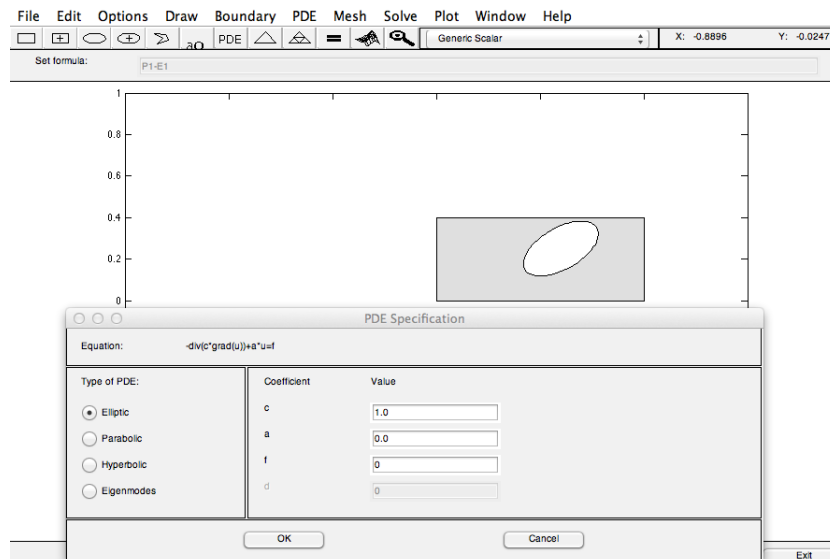 File Edit Options Draw Boundary PDE Mesh Solve Plot Window Help
PDE Generic Scalar X: -0.8896 Y: -0.0247
Set formula: P1-E1
1
0.8
0.6
0.4
0.2
0
PDE Specification
Equation: -div(c*grad(u))+a*u=f
Type of PDE: Coefficient Value
Elliptic c 1.0
Parabolic a 0.0
Hyperbolic f 0
Eigenmodes d 0
OK Cancel
Exit